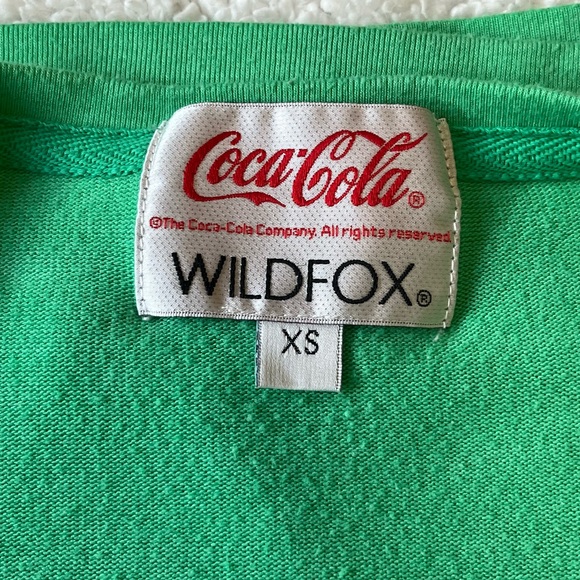 Coca-Cola®
©The Coca-Cola Company. All rights reserved
WILDFOX®
XS